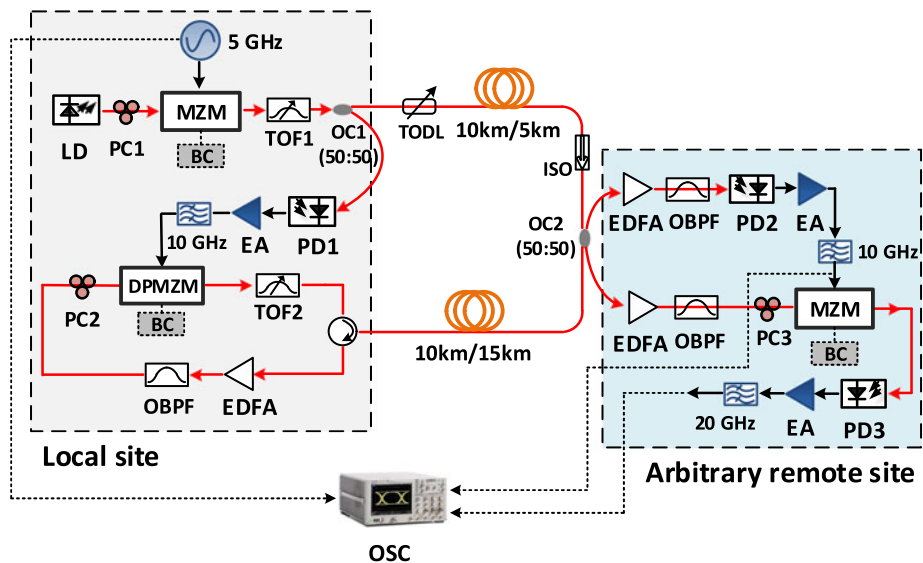 5 GHz
LD
PC1
MZM
BC
TOF1
OC1
(50:50)
TODL
10km/5km
ISO
10 GHz
EA
PD1
PC2
DPMZM
BC
TOF2
OBPF
EDFA
10km/15km
Local site
OC2
(50:50)
EDFA
OBPF
PD2
EA
10 GHz
EDFA
OBPF
PC3
MZM
BC
20 GHz
EA
PD3
Arbitrary remote site
OSC